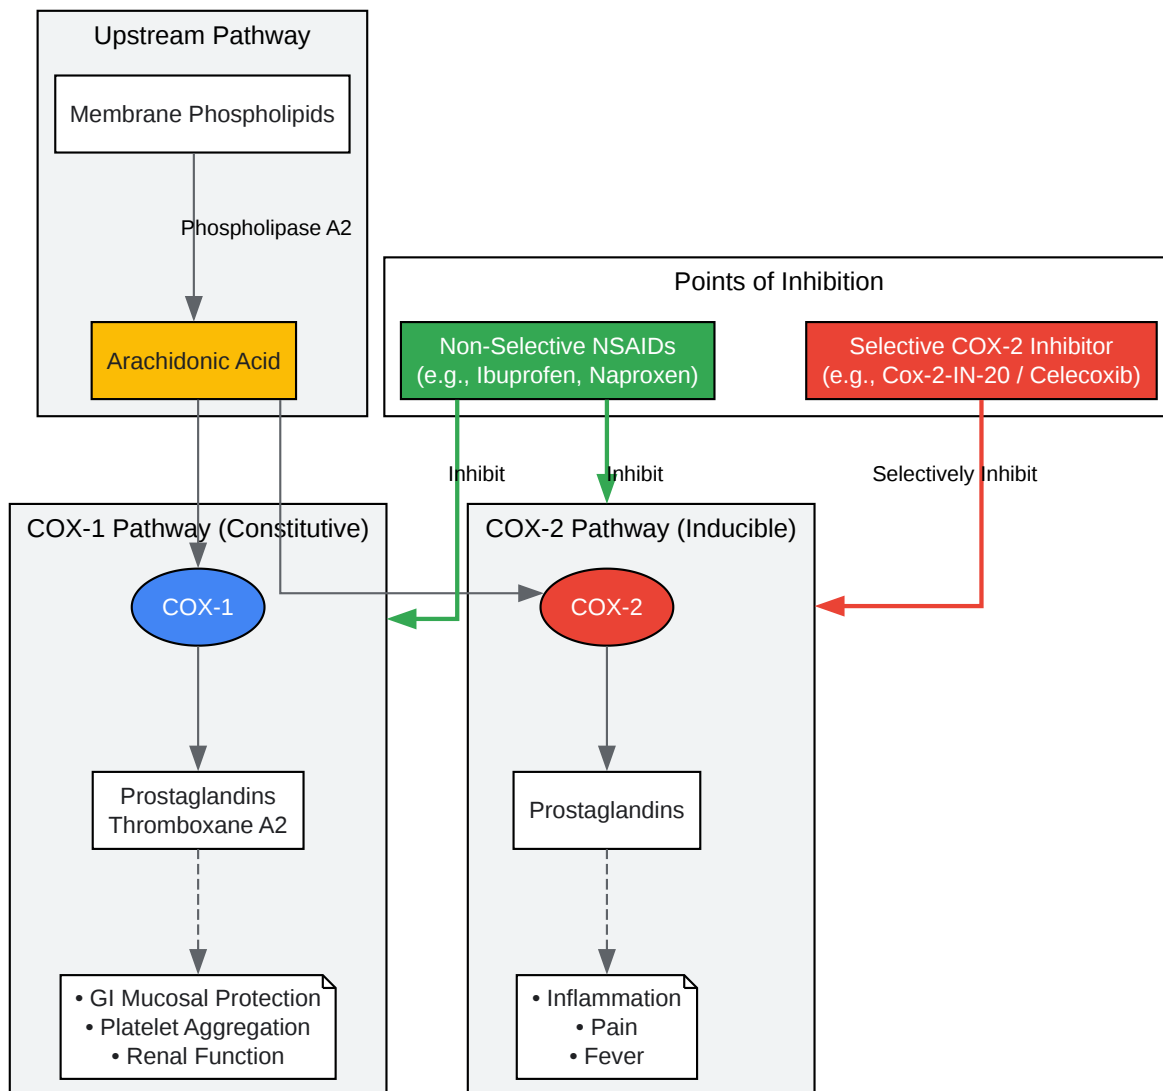 Upstream Pathway
Membrane Phospholipids
Phospholipase A2
Arachidonic Acid
Points of Inhibition
Non-Selective NSAIDs
(e.g., Ibuprofen, Naproxen)
Selective COX-2 Inhibitor
(e.g., Cox-2-IN-20 / Celecoxib)
Inhibit
Inhibit
Selectively Inhibit
COX-1 Pathway (Constitutive)
COX-1
Prostaglandins
Thromboxane A2
• GI Mucosal Protection
• Platelet Aggregation
• Renal Function
COX-2 Pathway (Inducible)
COX-2
Prostaglandins
• Inflammation
• Pain
• Fever